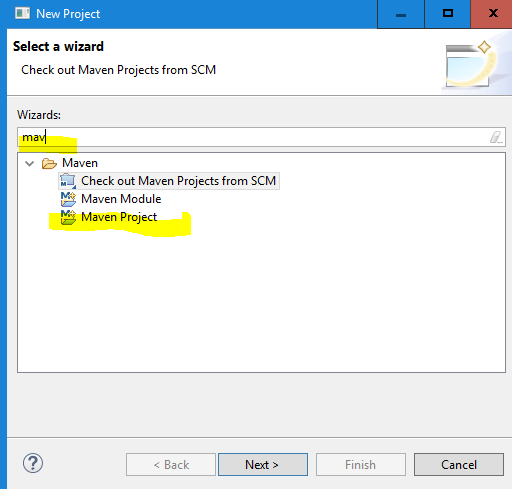 New Project
Select a wizard
Check out Maven Projects from SCM
Wizards:
mav
Maven
Check out Maven Projects from SCM
Maven Module
Maven Project
? < Back Next > Finish Cancel